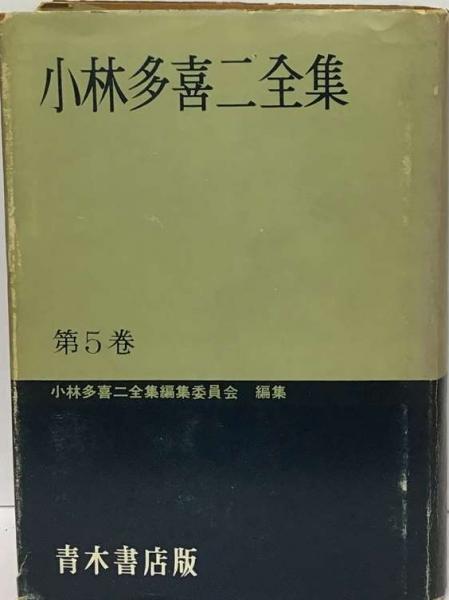 小林多喜二全集
第5巻
小林多喜二全集編集委員会 編集
青木書店版